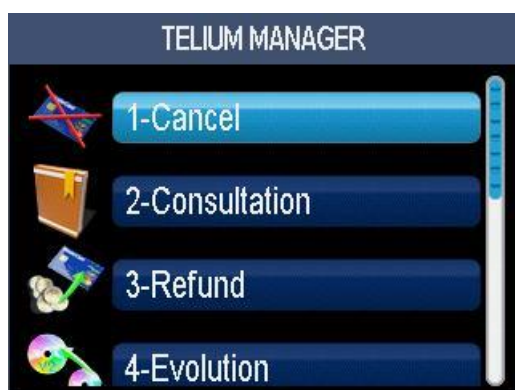 TELIUM MANAGER
1-Cancel
2-Consultation
3-Refund
4-Evolution